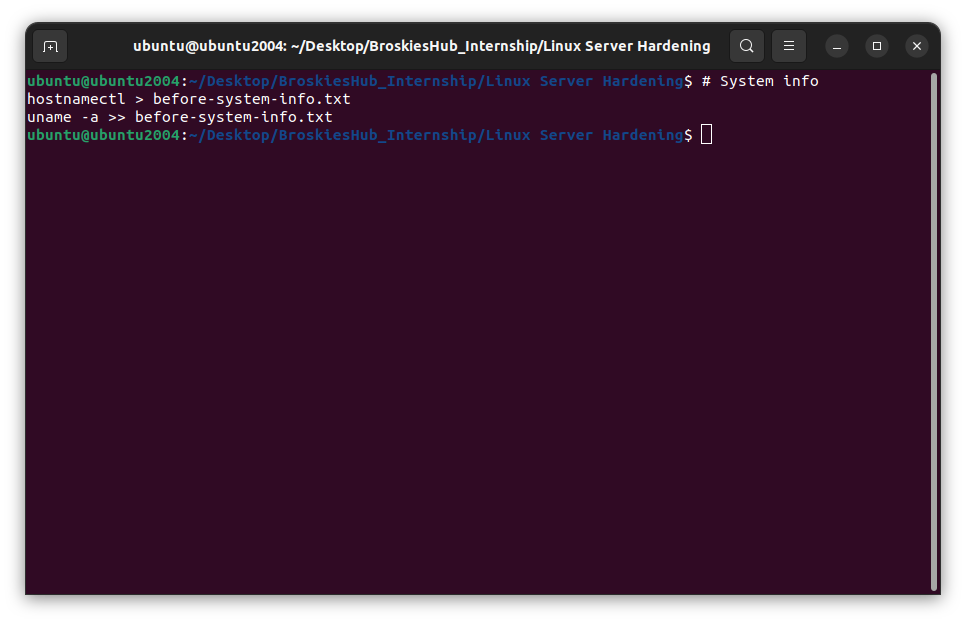 ubuntu@ubuntu2004: ~/Desktop/BroskiesHub_Internship/Linux Server Hardening
ubuntu@ubuntu2004:~/Desktop/BroskiesHub_Internship/Linux Server Hardening$ # System info
hostnamectl > before-system-info.txt
uname -a >> before-system-info.txt
ubuntu@ubuntu2004:~/Desktop/BroskiesHub_Internship/Linux Server Hardening$